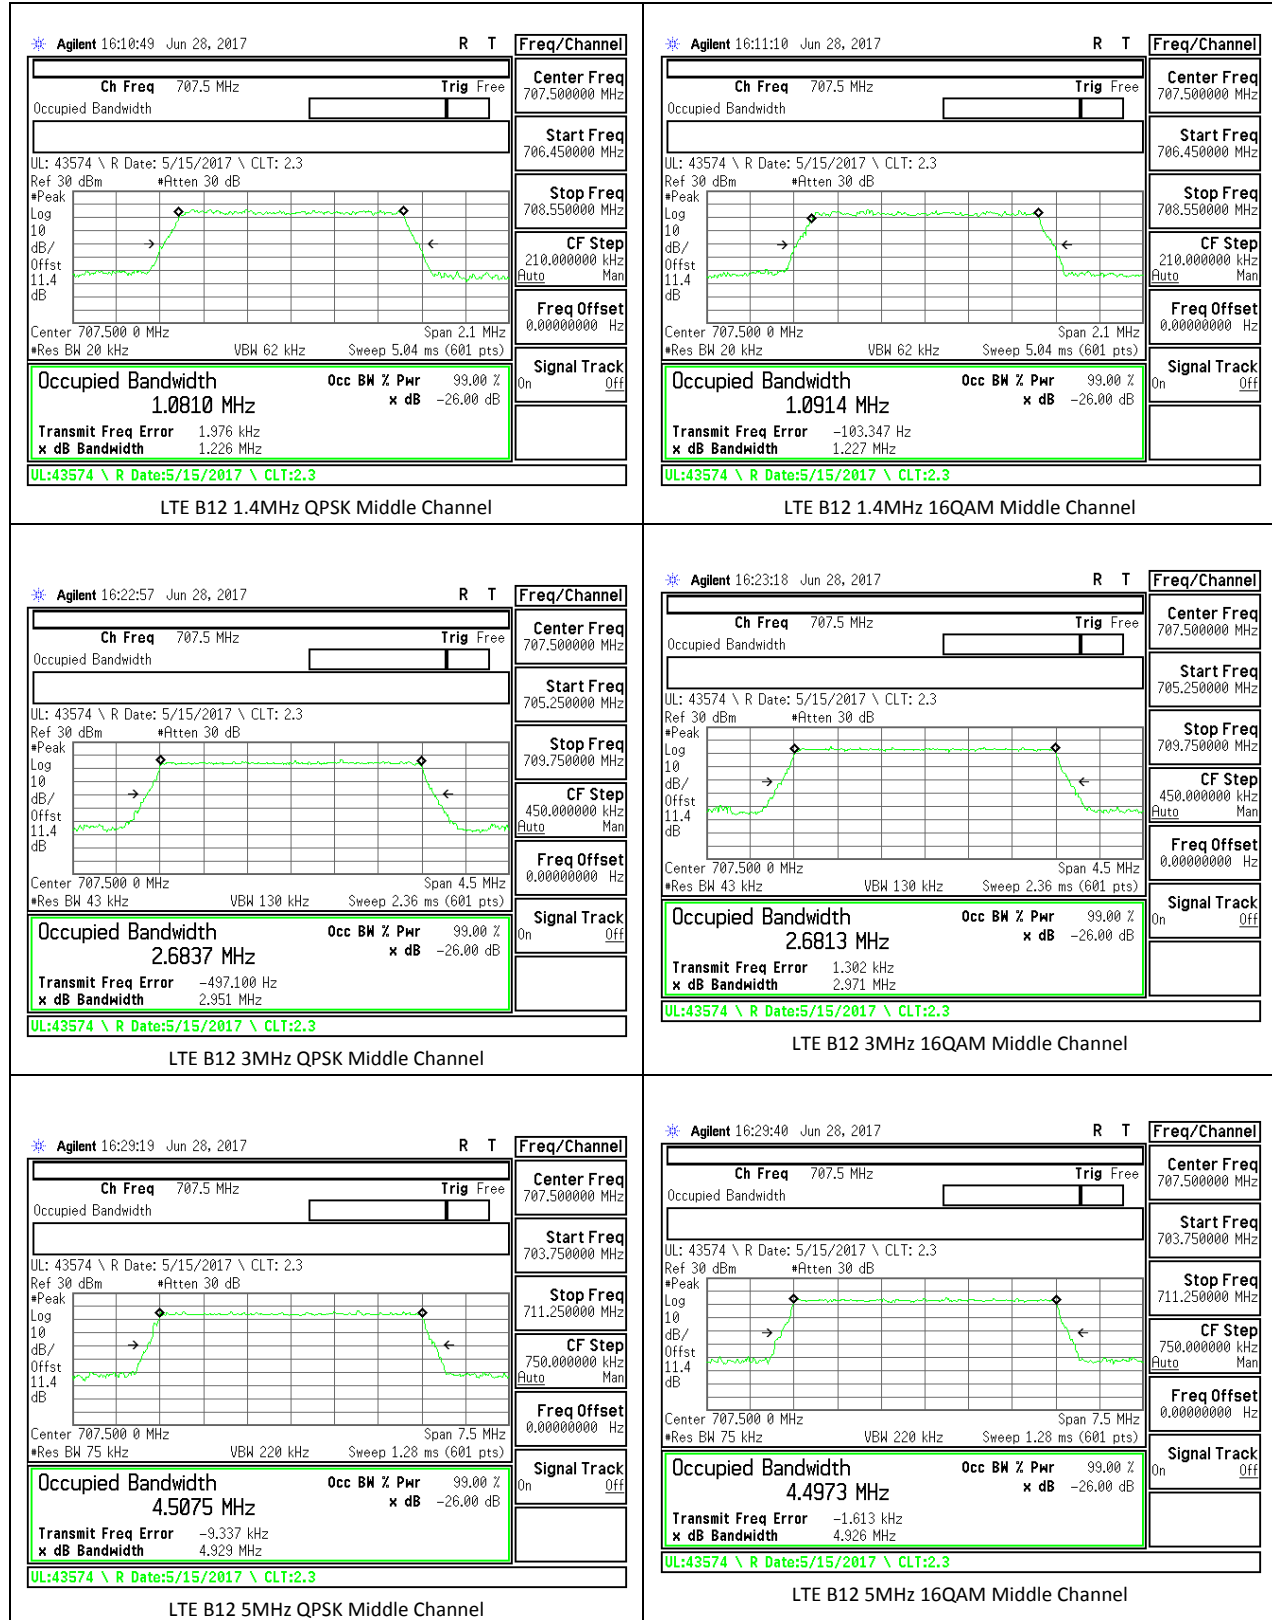 Agilent 16:10:49 Jun 28, 2017 R T
Freq/Channel
Ch Freq 707.5 MHz Trig Free
Occupied Bandwidth
Center Freq
707.500000 MHz
Start Freq
706.450000 MHz
UL: 43574 \ R Date: 5/15/2017 \ CLT: 2.3
Ref 30 dBm #Atten 30 dB
#Peak
Log
10
dB/
Offst
11.4
dB
Stop Freq
708.550000 MHz
CF Step
210.000000 kHz
Auto Man
Freq Offset
0.00000000 Hz
Center 707.500 0 MHz Span 2.1 MHz
#Res BW 20 kHz VBW 62 kHz Sweep 5.04 ms (601 pts)
Signal Track
On Off
Occupied Bandwidth Occ BW % Pwr 99.00 %
1.0810 MHz x dB -26.00 dB
Transmit Freq Error 1.976 kHz
x dB Bandwidth 1.226 MHz
UL:43574 \ R Date:5/15/2017 \ CLT:2.3
LTE B12 1.4MHz QPSK Middle Channel
Agilent 16:11:10 Jun 28, 2017 R T
Freq/Channel
Ch Freq 707.5 MHz Trig Free
Occupied Bandwidth
Center Freq
707.500000 MHz
Start Freq
706.450000 MHz
UL: 43574 \ R Date: 5/15/2017 \ CLT: 2.3
Ref 30 dBm #Atten 30 dB
#Peak
Log
10
dB/
Offst
11.4
dB
Stop Freq
708.550000 MHz
CF Step
210.000000 kHz
Auto Man
Freq Offset
0.00000000 Hz
Center 707.500 0 MHz Span 2.1 MHz
#Res BW 20 kHz VBW 62 kHz Sweep 5.04 ms (601 pts)
Signal Track
On Off
Occupied Bandwidth Occ BW % Pwr 99.00 %
1.0914 MHz x dB -26.00 dB
Transmit Freq Error -103.347 Hz
x dB Bandwidth 1.227 MHz
UL:43574 \ R Date:5/15/2017 \ CLT:2.3
LTE B12 1.4MHz 16QAM Middle Channel
Agilent 16:22:57 Jun 28, 2017 R T
Freq/Channel
Ch Freq 707.5 MHz Trig Free
Occupied Bandwidth
Center Freq
707.500000 MHz
Start Freq
705.250000 MHz
UL: 43574 \ R Date: 5/15/2017 \ CLT: 2.3
Ref 30 dBm #Atten 30 dB
#Peak
Log
10
dB/
Offst
11.4
dB
Stop Freq
709.750000 MHz
CF Step
450.000000 kHz
Auto Man
Freq Offset
0.00000000 Hz
Center 707.500 0 MHz Span 4.5 MHz
#Res BW 43 kHz VBW 130 kHz Sweep 2.36 ms (601 pts)
Signal Track
On Off
Occupied Bandwidth Occ BW % Pwr 99.00 %
2.6837 MHz x dB -26.00 dB
Transmit Freq Error -497.100 Hz
x dB Bandwidth 2.951 MHz
UL:43574 \ R Date:5/15/2017 \ CLT:2.3
LTE B12 3MHz QPSK Middle Channel
Agilent 16:23:18 Jun 28, 2017 R T
Freq/Channel
Ch Freq 707.5 MHz Trig Free
Occupied Bandwidth
Center Freq
707.500000 MHz
Start Freq
705.250000 MHz
UL: 43574 \ R Date: 5/15/2017 \ CLT: 2.3
Ref 30 dBm #Atten 30 dB
#Peak
Log
10
dB/
Offst
11.4
dB
Stop Freq
709.750000 MHz
CF Step
450.000000 kHz
Auto Man
Freq Offset
0.00000000 Hz
Center 707.500 0 MHz Span 4.5 MHz
#Res BW 43 kHz VBW 130 kHz Sweep 2.36 ms (601 pts)
Signal Track
On Off
Occupied Bandwidth Occ BW % Pwr 99.00 %
2.6813 MHz x dB -26.00 dB
Transmit Freq Error 1.302 kHz
x dB Bandwidth 2.971 MHz
UL:43574 \ R Date:5/15/2017 \ CLT:2.3
LTE B12 3MHz 16QAM Middle Channel
Agilent 16:29:19 Jun 28, 2017 R T
Freq/Channel
Ch Freq 707.5 MHz Trig Free
Occupied Bandwidth
Center Freq
707.500000 MHz
Start Freq
703.750000 MHz
UL: 43574 \ R Date: 5/15/2017 \ CLT: 2.3
Ref 30 dBm #Atten 30 dB
#Peak
Log
10
dB/
Offst
11.4
dB
Stop Freq
711.250000 MHz
CF Step
750.000000 kHz
Auto Man
Freq Offset
0.00000000 Hz
Center 707.500 0 MHz Span 7.5 MHz
#Res BW 75 kHz VBW 220 kHz Sweep 1.28 ms (601 pts)
Signal Track
On Off
Occupied Bandwidth Occ BW % Pwr 99.00 %
4.5075 MHz x dB -26.00 dB
Transmit Freq Error -9.337 kHz
x dB Bandwidth 4.929 MHz
UL:43574 \ R Date:5/15/2017 \ CLT:2.3
LTE B12 5MHz QPSK Middle Channel
Agilent 16:29:40 Jun 28, 2017 R T
Freq/Channel
Ch Freq 707.5 MHz Trig Free
Occupied Bandwidth
Center Freq
707.500000 MHz
Start Freq
703.750000 MHz
UL: 43574 \ R Date: 5/15/2017 \ CLT: 2.3
Ref 30 dBm #Atten 30 dB
#Peak
Log
10
dB/
Offst
11.4
dB
Stop Freq
711.250000 MHz
CF Step
750.000000 kHz
Auto Man
Freq Offset
0.00000000 Hz
Center 707.500 0 MHz Span 7.5 MHz
#Res BW 75 kHz VBW 220 kHz Sweep 1.28 ms (601 pts)
Signal Track
On Off
Occupied Bandwidth Occ BW % Pwr 99.00 %
4.4973 MHz x dB -26.00 dB
Transmit Freq Error -1.613 kHz
x dB Bandwidth 4.926 MHz
UL:43574 \ R Date:5/15/2017 \ CLT:2.3
LTE B12 5MHz 16QAM Middle Channel